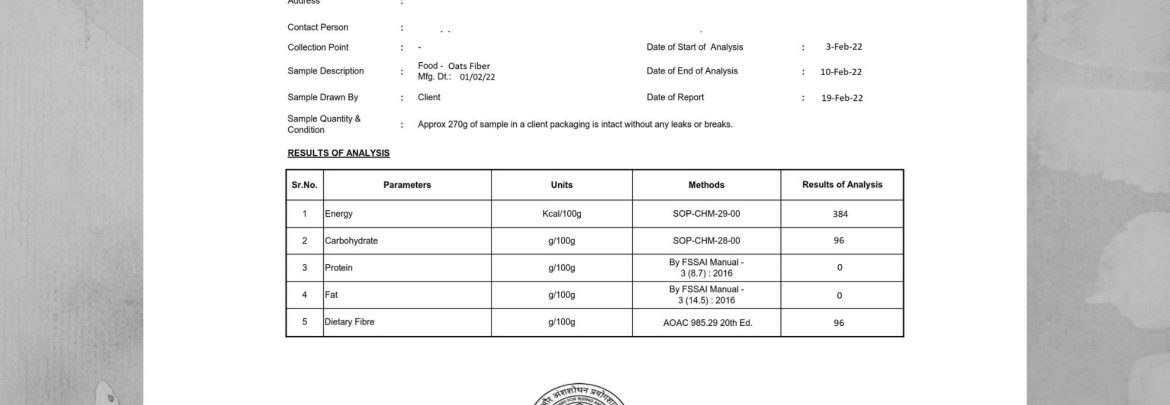 Address :
Contact Person :
Collection Point : - Date of Start of Analysis : 3-Feb-22
Sample Description : Food - Oats Fiber
Mfg. Dt.: 01/02/22 Date of End of Analysis : 10-Feb-22
Sample Drawn By : Client Date of Report : 19-Feb-22
Sample Quantity &
Condition : Approx 270g of sample in a client packaging is intact without any leaks or breaks.
RESULTS OF ANALYSIS
Sr.No. Parameters Units Methods Results of Analysis
1 Energy Kcal/100g SOP-CHM-29-00 384
2 Carbohydrate g/100g SOP-CHM-28-00 96
3 Protein g/100g By FSSAI Manual -
3 (8.7) : 2016 0
4 Fat g/100g By FSSAI Manual -
3 (14.5) : 2016 0
5 Dietary Fibre g/100g AOAC 985.29 20th Ed. 96
और अंशशोधन